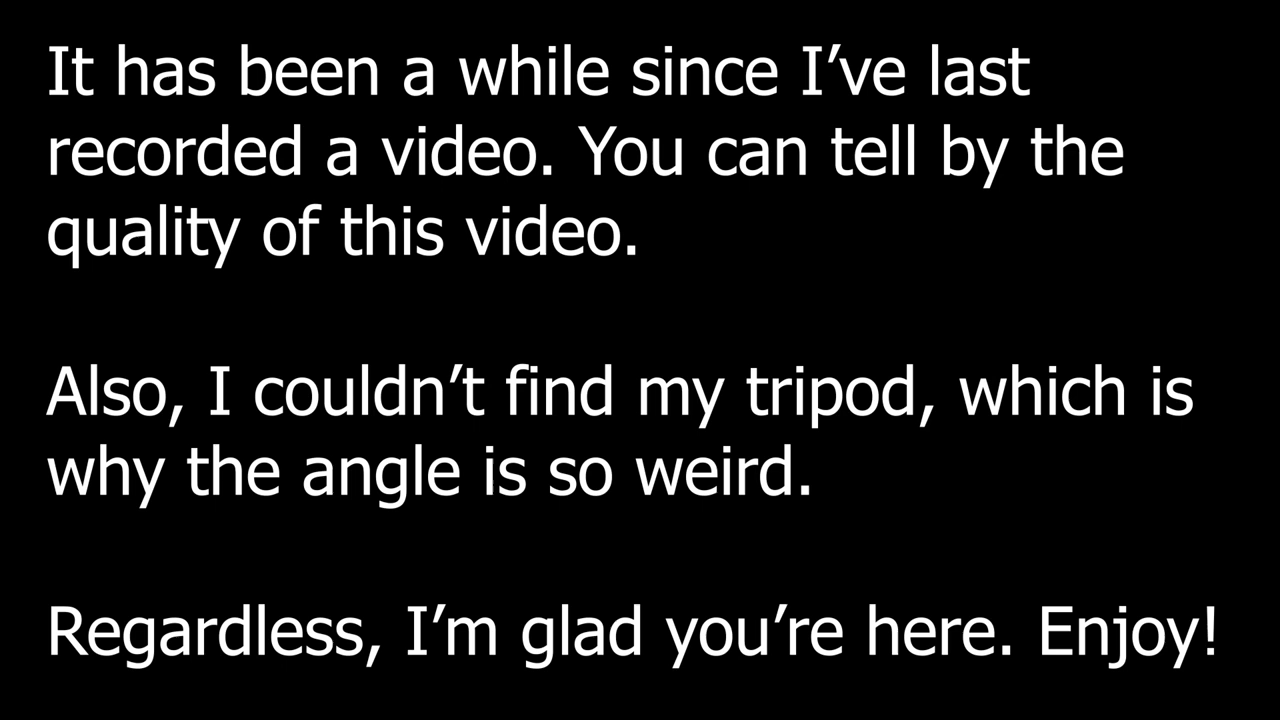 It has been a while since I’ve last
recorded a video. You can tell by the
quality of this video.
Also, I couldn’t find my tripod, which is
why the angle is so weird.
Regardless, I’m glad you’re here. Enjoy!